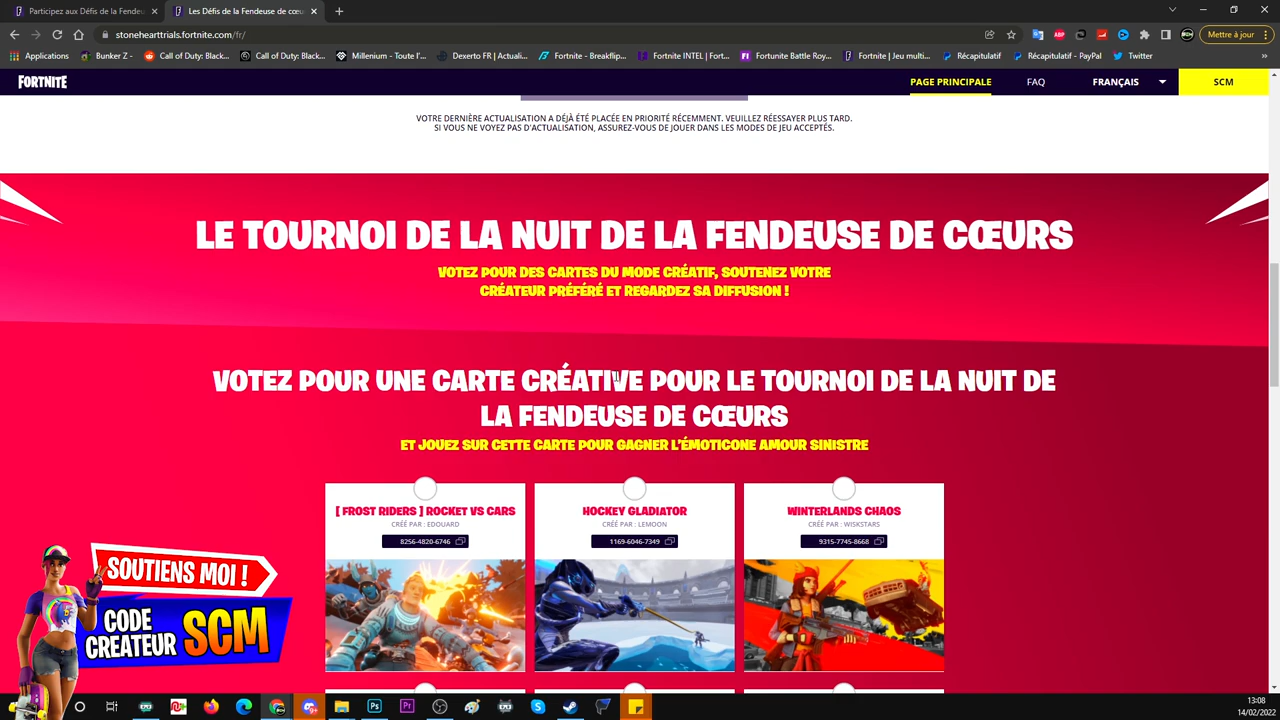 Participez aux Défis de la Fendeu
Les Défis de la Fendeuse de cœu
stonehearttrials.fortnite.com/fr/
Mettre à jour
Applications
Bunker Z -
Call of Duty: Black...
Call of Duty: Black...
Millenium - Toute l'...
Dexerto FR | Actuali...
Fortnite - Breakflip...
Fortnite INTEL | Fort...
Fortunite Battle Roy...
Fortnite | Jeu multi...
Récapitulatif - PayPal
Récapitulatif - PayPal
Twitter
FORTNITE
PAGE PRINCIPALE
FAQ
FRANÇAIS
SCM
VOTRE DERNIÈRE ACTUALISATION A DÉJÀ ÉTÉ PLACÉE EN PRIORITÉ RÉCEMMENT. VEUILLEZ RÉESSAYER PLUS TARD.
SI VOUS NE VOYEZ PAS D'ACTUALISATION, ASSUREZ-VOUS DE JOUER DANS LES MODES DE JEU ACCEPTÉS.
LE TOURNOI DE LA NUIT DE LA FENDEUSE DE CŒURS
VOTEZ POUR DES CARTES DU MODE CRÉATIF, SOUTENEZ VOTRE
CRÉATEUR PRÉFÉRÉ ET REGARDEZ SA DIFFUSION !
VOTEZ POUR UNE CARTE CRÉATIVE POUR LE TOURNOI DE LA NUIT DE
LA FENDEUSE DE CŒURS
ET JOUEZ SUR CETTE CARTE POUR GAGNER L'ÉMOTICONE AMOUR SINISTRE
[ FROST RIDERS ] ROCKET VS CARS
CRÉÉ PAR : EDOUARD
8256-4820-6746
HOCKEY GLADIATOR
CRÉÉ PAR : LEMOON
1169-6046-7349
WINTERLANDS CHAOS
CRÉÉ PAR : WISKSTARS
9315-7745-8668
SOUTIENS MOI !
CODE
CRÉATEUR SCM
13:08
14/02/2022